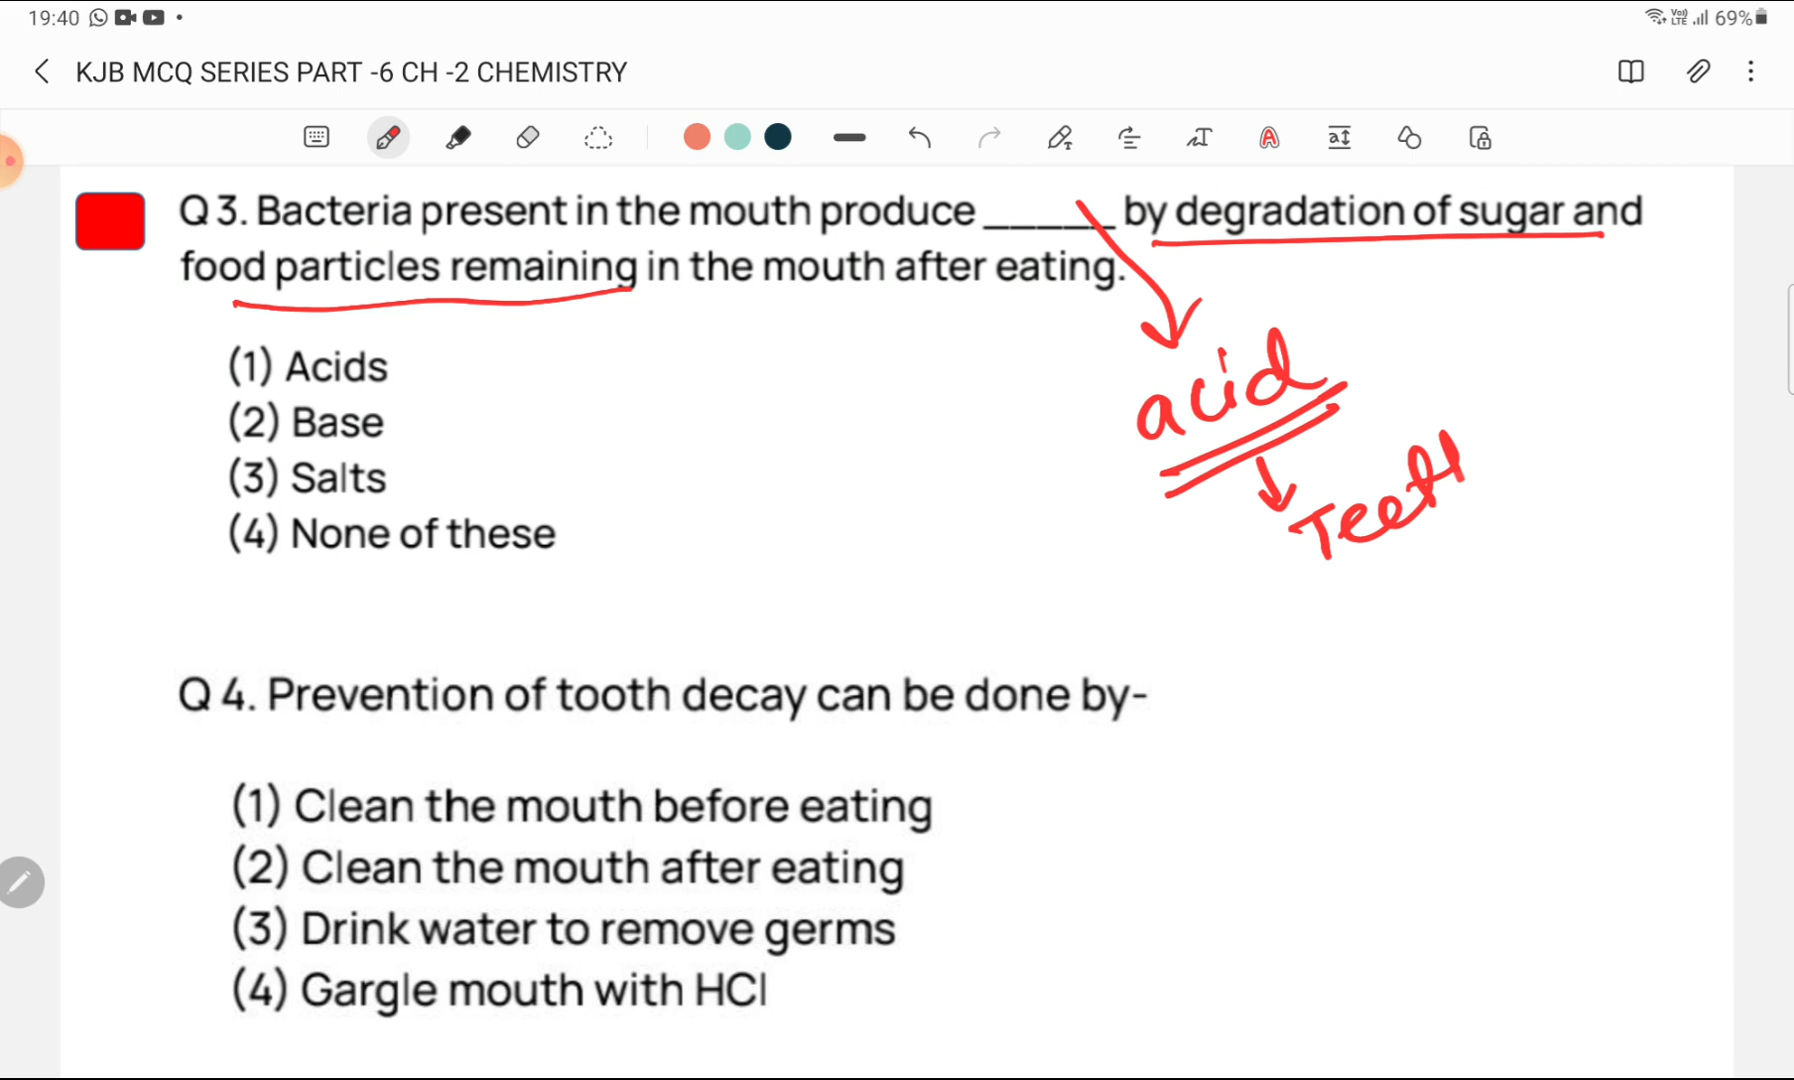 19:40
Vo)) LTE 69%
KJB MCQ SERIES PART -6 CH -2 CHEMISTRY
Q 3. Bacteria present in the mouth produce _____ by degradation of sugar and
food particles remaining in the mouth after eating.
(1) Acids
(2) Base
(3) Salts
(4) None of these
acid
Teeth
Q 4. Prevention of tooth decay can be done by-
(1) Clean the mouth before eating
(2) Clean the mouth after eating
(3) Drink water to remove germs
(4) Gargle mouth with HCl